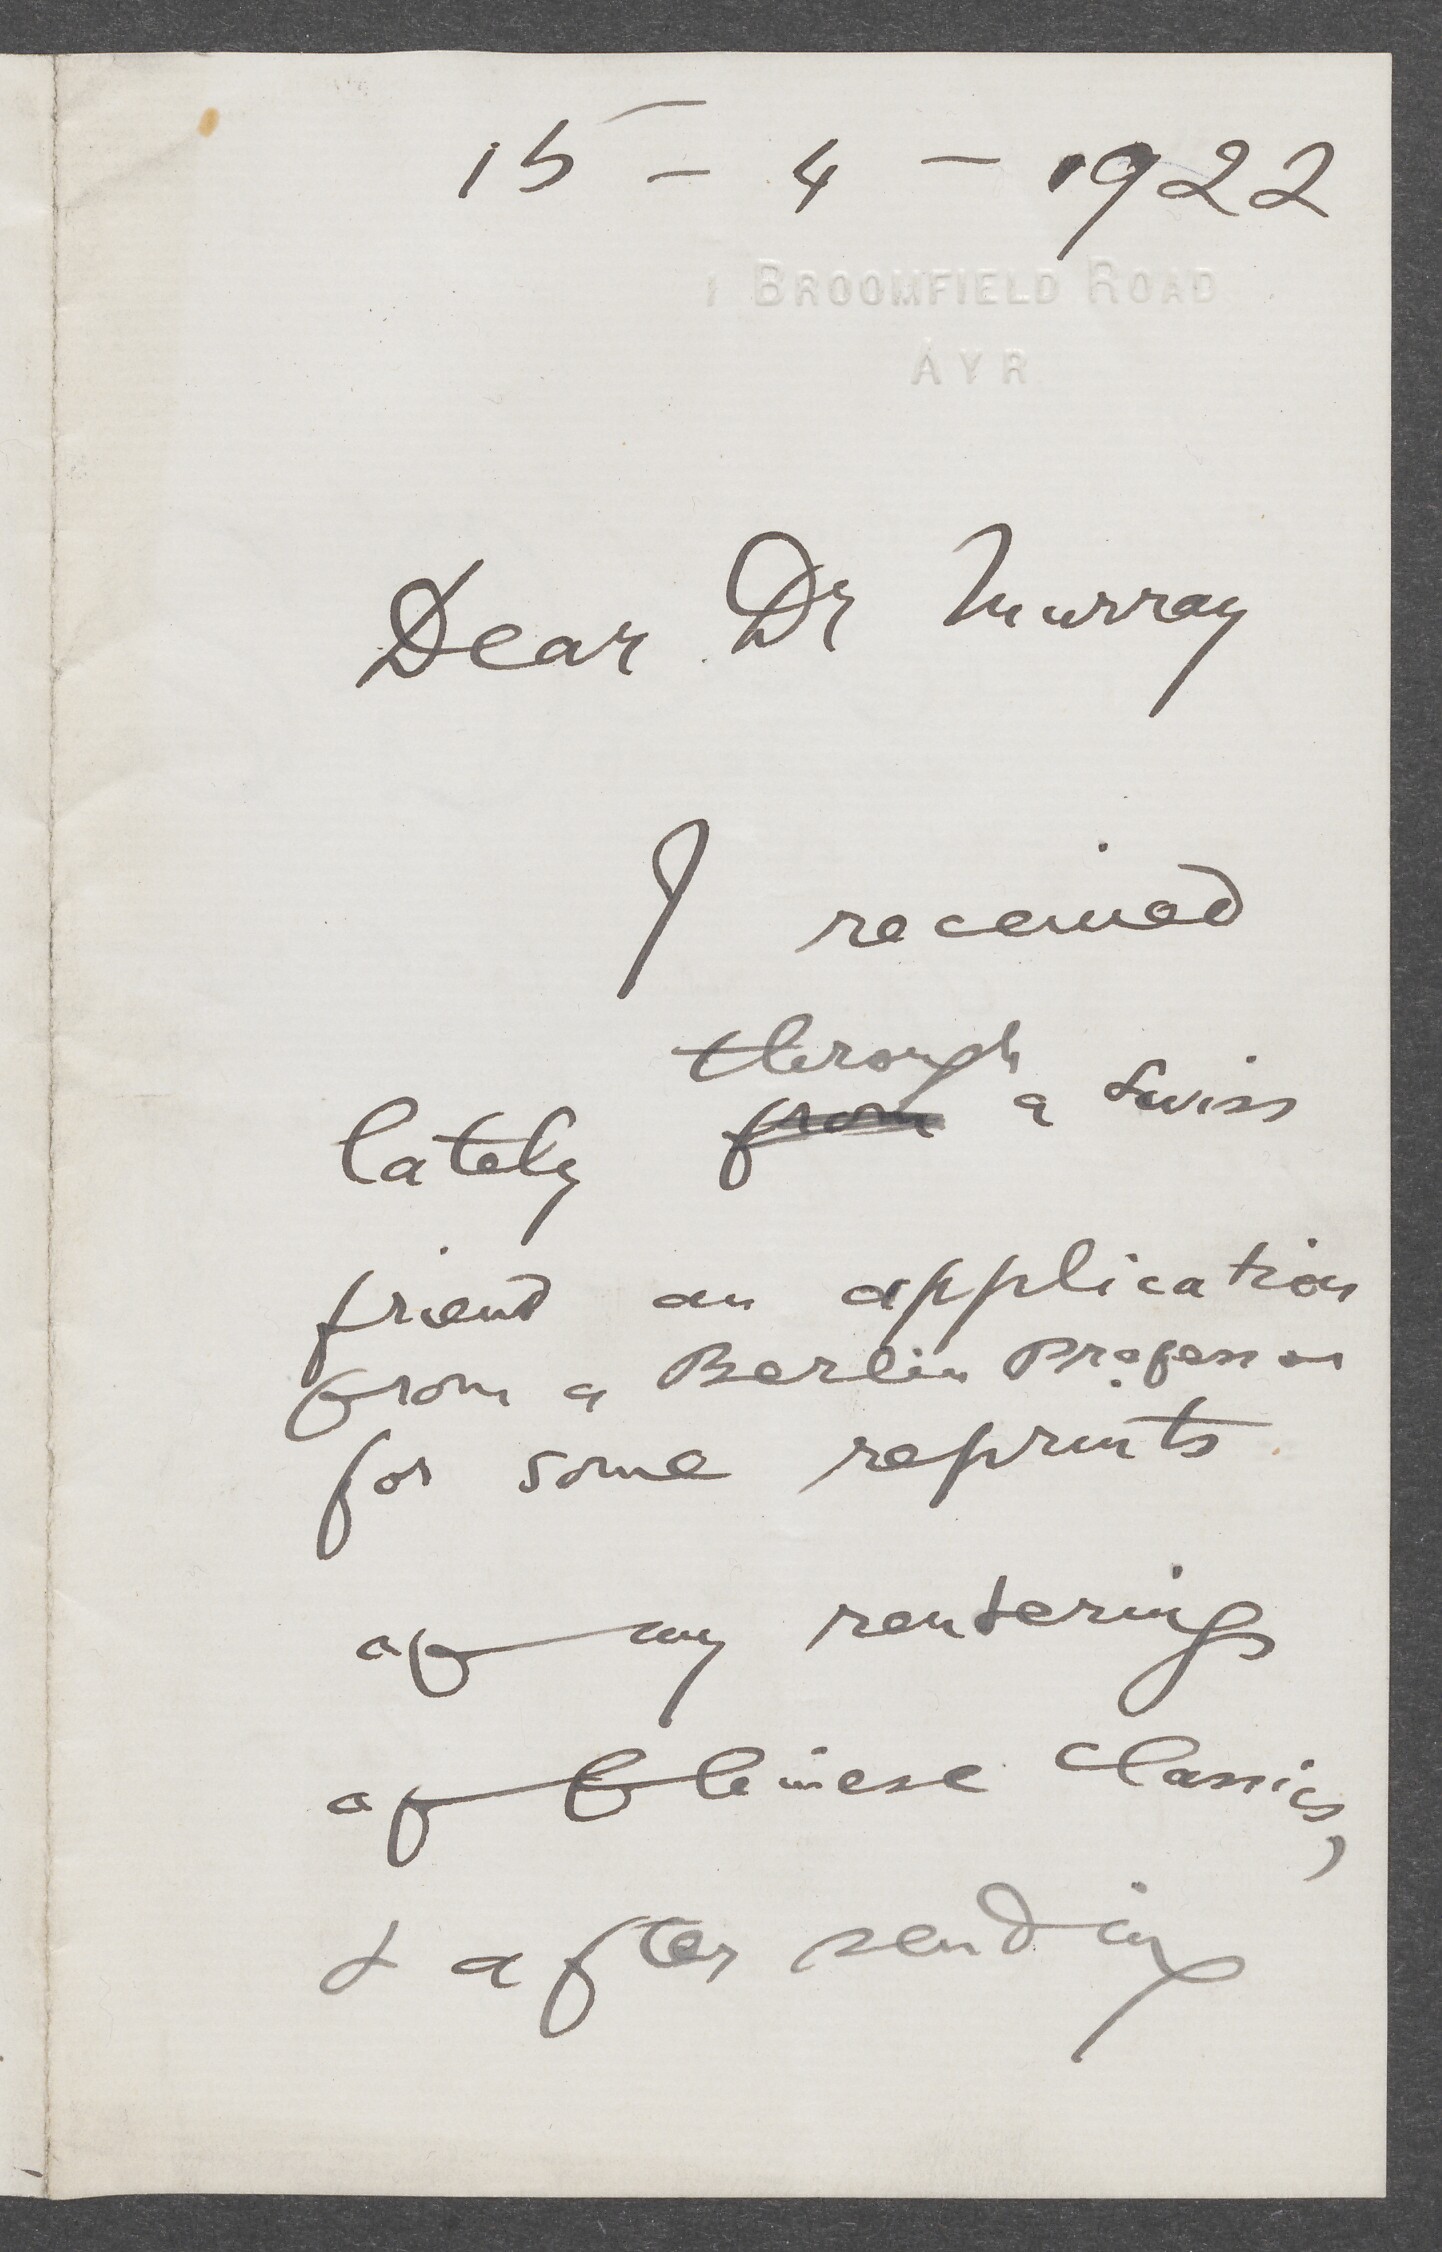 15 - 4 - 1922
1 BROOMFIELD ROAD
AYR
Dear Dr Murray
I received
through
lately from a Swiss
friend an application
from a Berlin Professor
for some reprints
of my renderings
of Chinese Classics,
& after sending